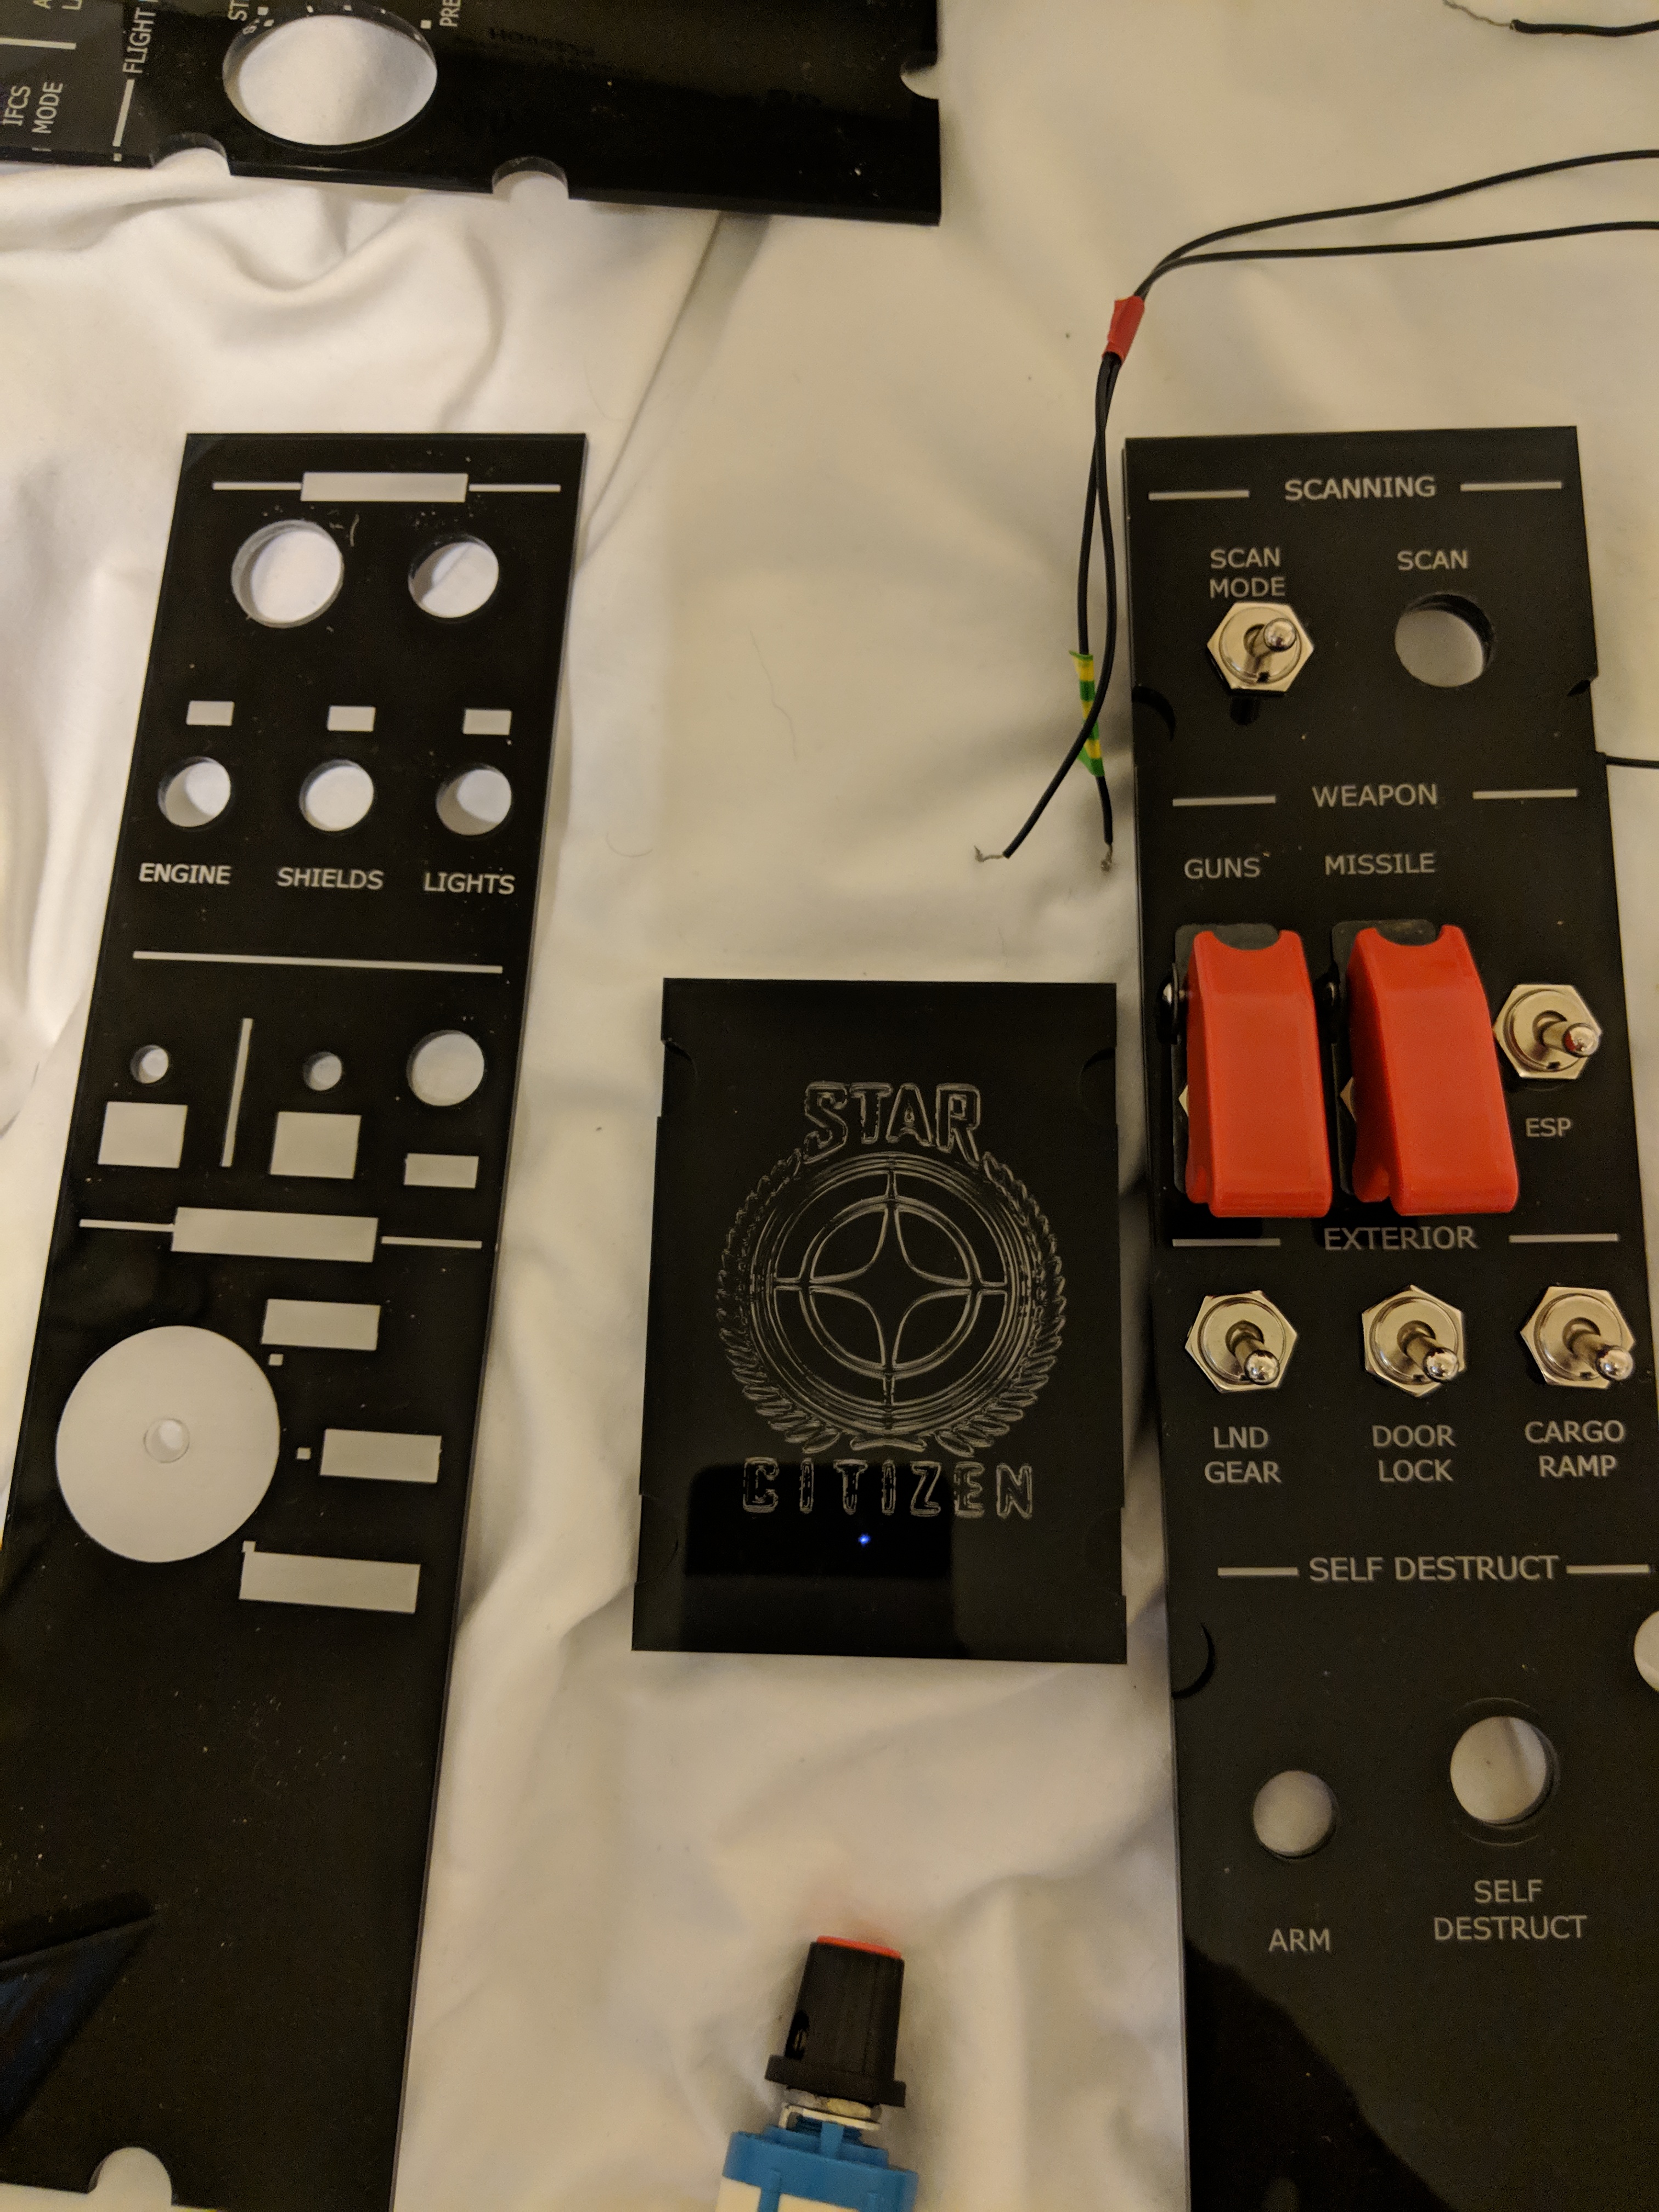 IFCS
MODE
FLIGHT
ENGINE SHIELDS LIGHTS
STAR
CITIZEN
SCANNING
SCAN
MODE
SCAN
WEAPON
GUNS MISSILE
ESP
EXTERIOR
LND
GEAR
DOOR
LOCK
CARGO
RAMP
SELF DESTRUCT
ARM
SELF
DESTRUCT